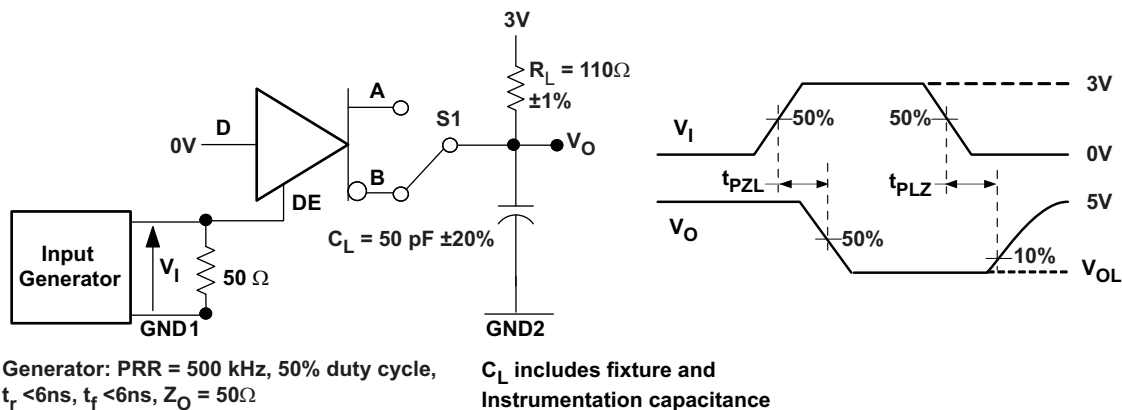 3V
R_L = 110Ω
±1%
A
S1
0V
D
V_O
B
DE
C_L = 50 pF ±20%
Input
Generator
V_I
50 Ω
GND1
GND2
Generator: PRR = 500 kHz, 50% duty cycle,
t_r <6ns, t_f <6ns, Z_O = 50Ω
C_L includes fixture and
Instrumentation capacitance
3V
50%
50%
V_I
0V
t_PZL
t_PLZ
5V
V_O
50%
10%
V_OL